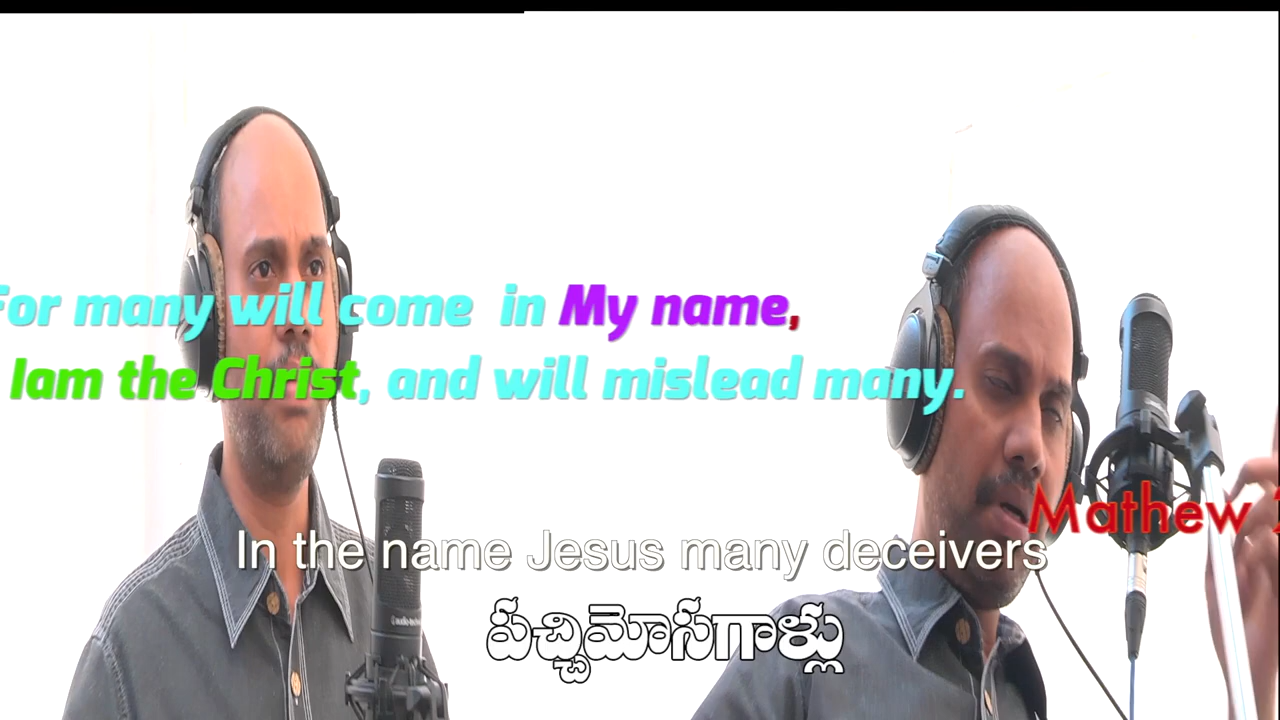 For many will come in My name,
Iam the Christ, and will mislead many.
Mathew
In the name Jesus many deceivers
పచ్చిమోసగాళ్లు